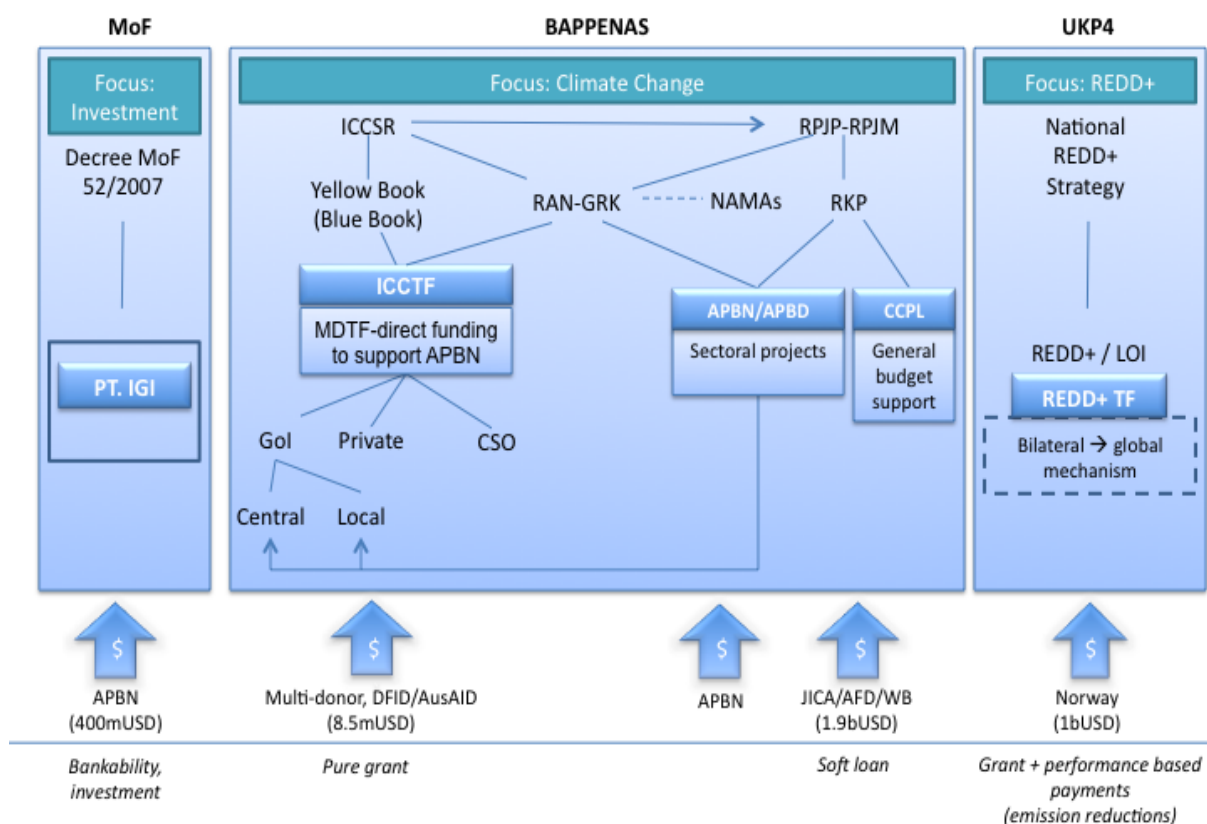 MoF
BAPPENAS
UKP4
Focus:
Investment
Focus: Climate Change
Focus: REDD+
Decree MoF
52/2007
ICCSR
RPJP-RPJM
National
REDD+
Strategy
Yellow Book
(Blue Book)
RAN-GRK
NAMAs
RKP
ICCTF
MDTF-direct funding
to support APBN
APBN/APBD
Sectoral projects
CCPL
General
budget
support
PT. IGI
REDD+ / LOI
REDD+ TF
Bilateral → global
mechanism
GoI
Private
CSO
Central
Local
$
$
$
$
$
APBN
(400mUSD)
Multi-donor, DFID/AusAID
(8.5mUSD)
APBN
JICA/AFD/WB
(1.9bUSD)
Norway
(1bUSD)
Bankability,
investment
Pure grant
Soft loan
Grant + performance based
payments
(emission reductions)